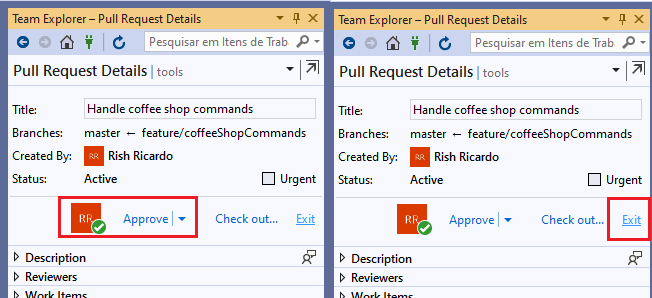 Team Explorer – Pull Request Details
Pesquisar em Itens de Trab
Pull Request Details | tools
Title: Handle coffee shop commands
Branches: master ← feature/coffeeShopCommands
Created By: RR Rish Ricardo
Status: Active Urgent
RR Approve Check out... Exit
Description
Reviewers
Work Items
Team Explorer – Pull Request Details
Pesquisar em Itens de Trab
Pull Request Details | tools
Title: Handle coffee shop commands
Branches: master ← feature/coffeeShopCommands
Created By: RR Rish Ricardo
Status: Active Urgent
RR Approve Check out... Exit
Description
Reviewers
Work Items